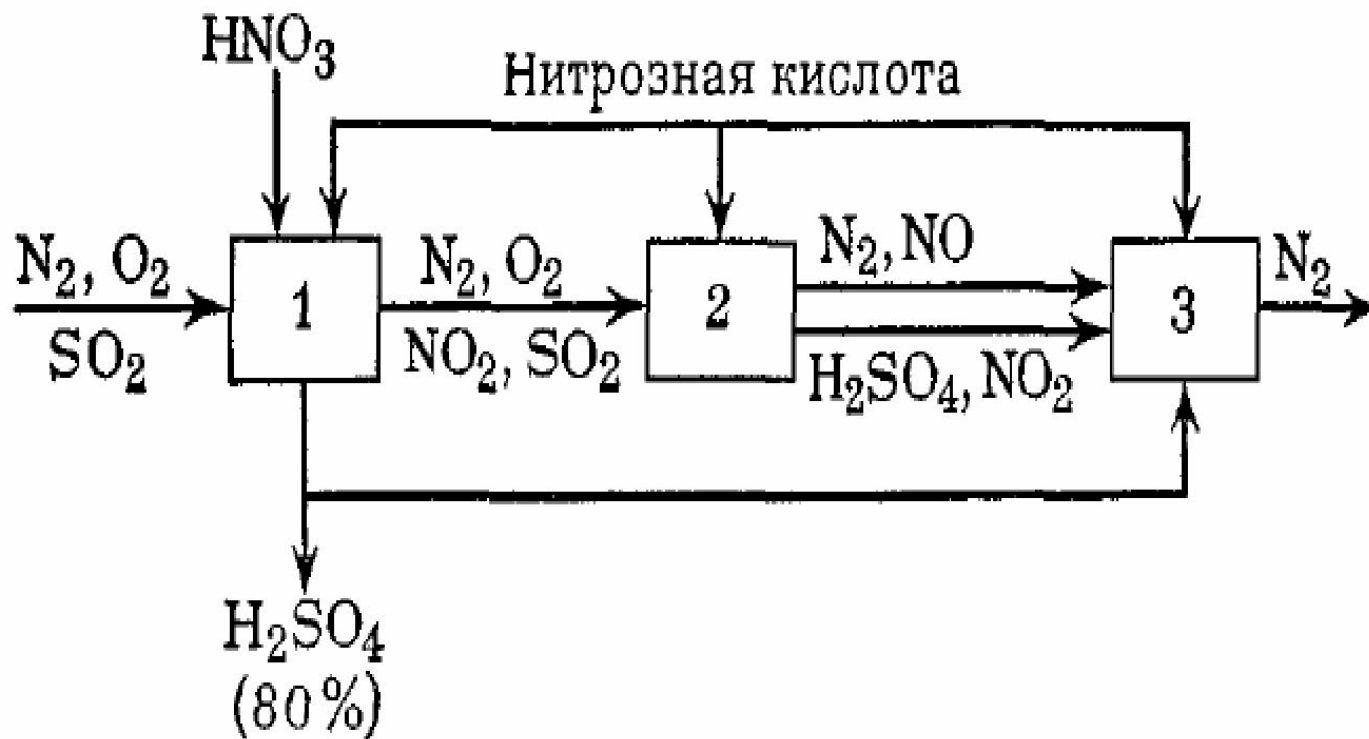 HNO₃
Нитрозная кислота
N₂, O₂
SO₂
1
N₂, O₂
NO₂, SO₂
2
N₂, NO
H₂SO₄, NO₂
3
N₂
H₂SO₄
(80%)